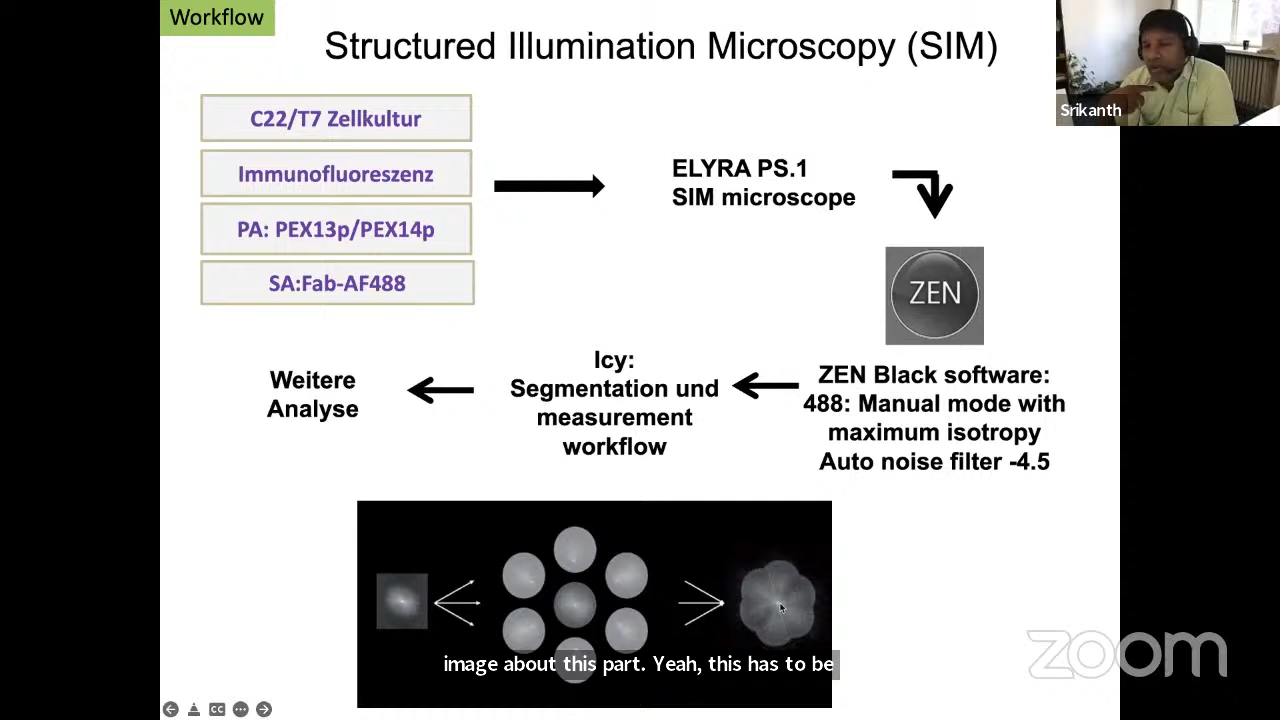 Workflow
Structured Illumination Microscopy (SIM)
Srikanth
C22/T7 Zellkultur
Immunofluoreszenz
PA: PEX13p/PEX14p
SA:Fab-AF488
ELYRA PS.1
SIM microscope
ZEN
ZEN Black software:
488: Manual mode with
maximum isotropy
Auto noise filter -4.5
Icy:
Segmentation und
measurement
workflow
Weitere
Analyse
image about this part. Yeah, this has to be
zoom
CC